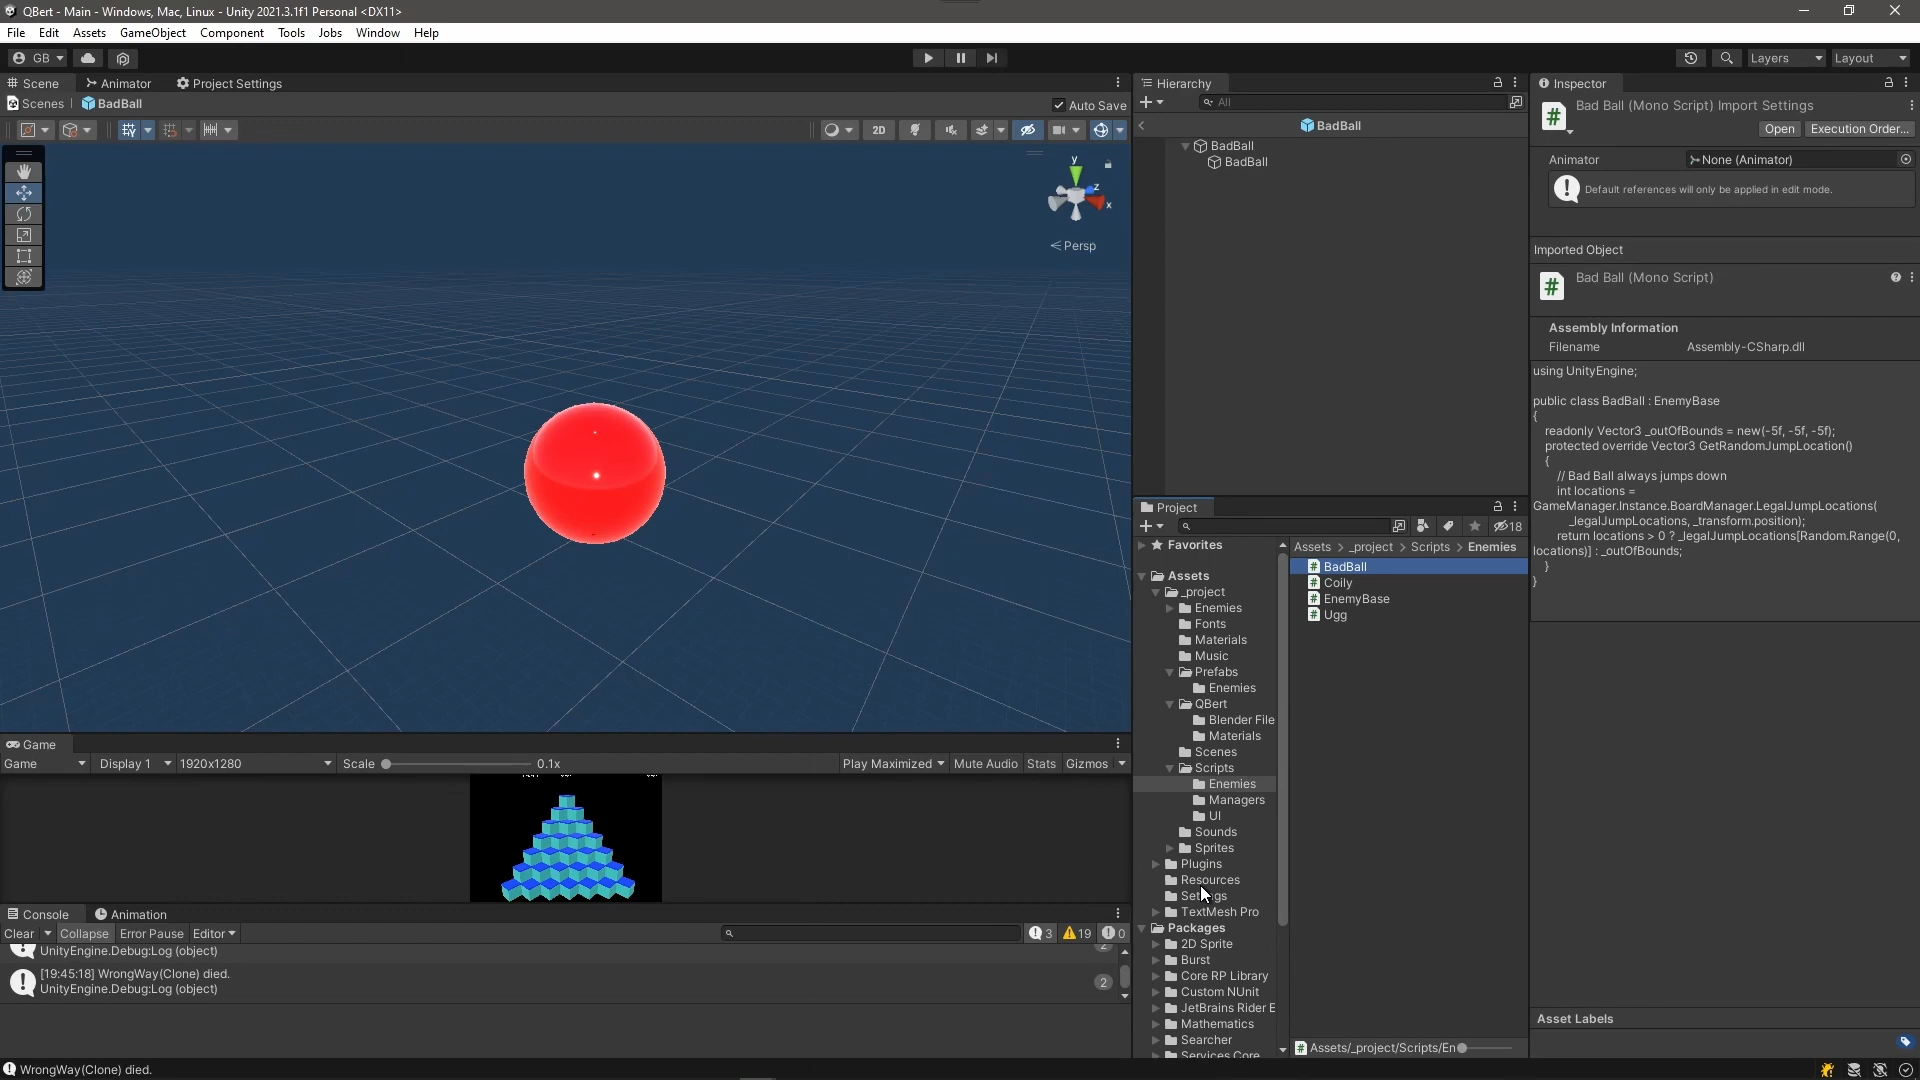 QBert - Main - Windows, Mac, Linux - Unity 2021.3.1f1 Personal <DX11>
File Edit Assets GameObject Component Tools Jobs Window Help
GB
Layers Layout
Scene Animator Project Settings
Scenes BadBall
Auto Save
2D
y
z
x
Persp
Game
Game Display 1 1920x1280 Scale 0.1x Play Maximized Mute Audio Stats Gizmos
Console Animation
Clear Collapse Error Pause Editor 3 19 0
UnityEngine.Debug:Log (object)
2
[19:45:18] WrongWay(Clone) died.
UnityEngine.Debug:Log (object)
2
WrongWay(Clone) died.
Hierarchy
All
BadBall
BadBall
BadBall
Project
18
Favorites
Assets
_project
Enemies
Fonts
Materials
Music
Prefabs
Enemies
QBert
Blender File
Materials
Scenes
Scripts
Enemies
Managers
UI
Sounds
Sprites
Plugins
Resources
Settings
TextMesh Pro
Packages
2D Sprite
Burst
Core RP Library
Custom NUnit
JetBrains Rider E
Mathematics
Searcher
Services Core
Assets > _project > Scripts > Enemies
BadBall
Coily
EnemyBase
Ugg
Assets/_project/Scripts/En
Inspector
Bad Ball (Mono Script) Import Settings
Open Execution Order...
Animator None (Animator)
Default references will only be applied in edit mode.
Imported Object
Bad Ball (Mono Script)
Assembly Information
Filename Assembly-CSharp.dll
using UnityEngine;
public class BadBall : EnemyBase
{
readonly Vector3 _outOfBounds = new(-5f, -5f, -5f);
protected override Vector3 GetRandomJumpLocation()
{
// Bad Ball always jumps down
int locations =
GameManager.Instance.BoardManager.LegalJumpLocations(
_legalJumpLocations, _transform.position);
return locations > 0 ? _legalJumpLocations[Random.Range(0,
locations)] : _outOfBounds;
}
}
Asset Labels